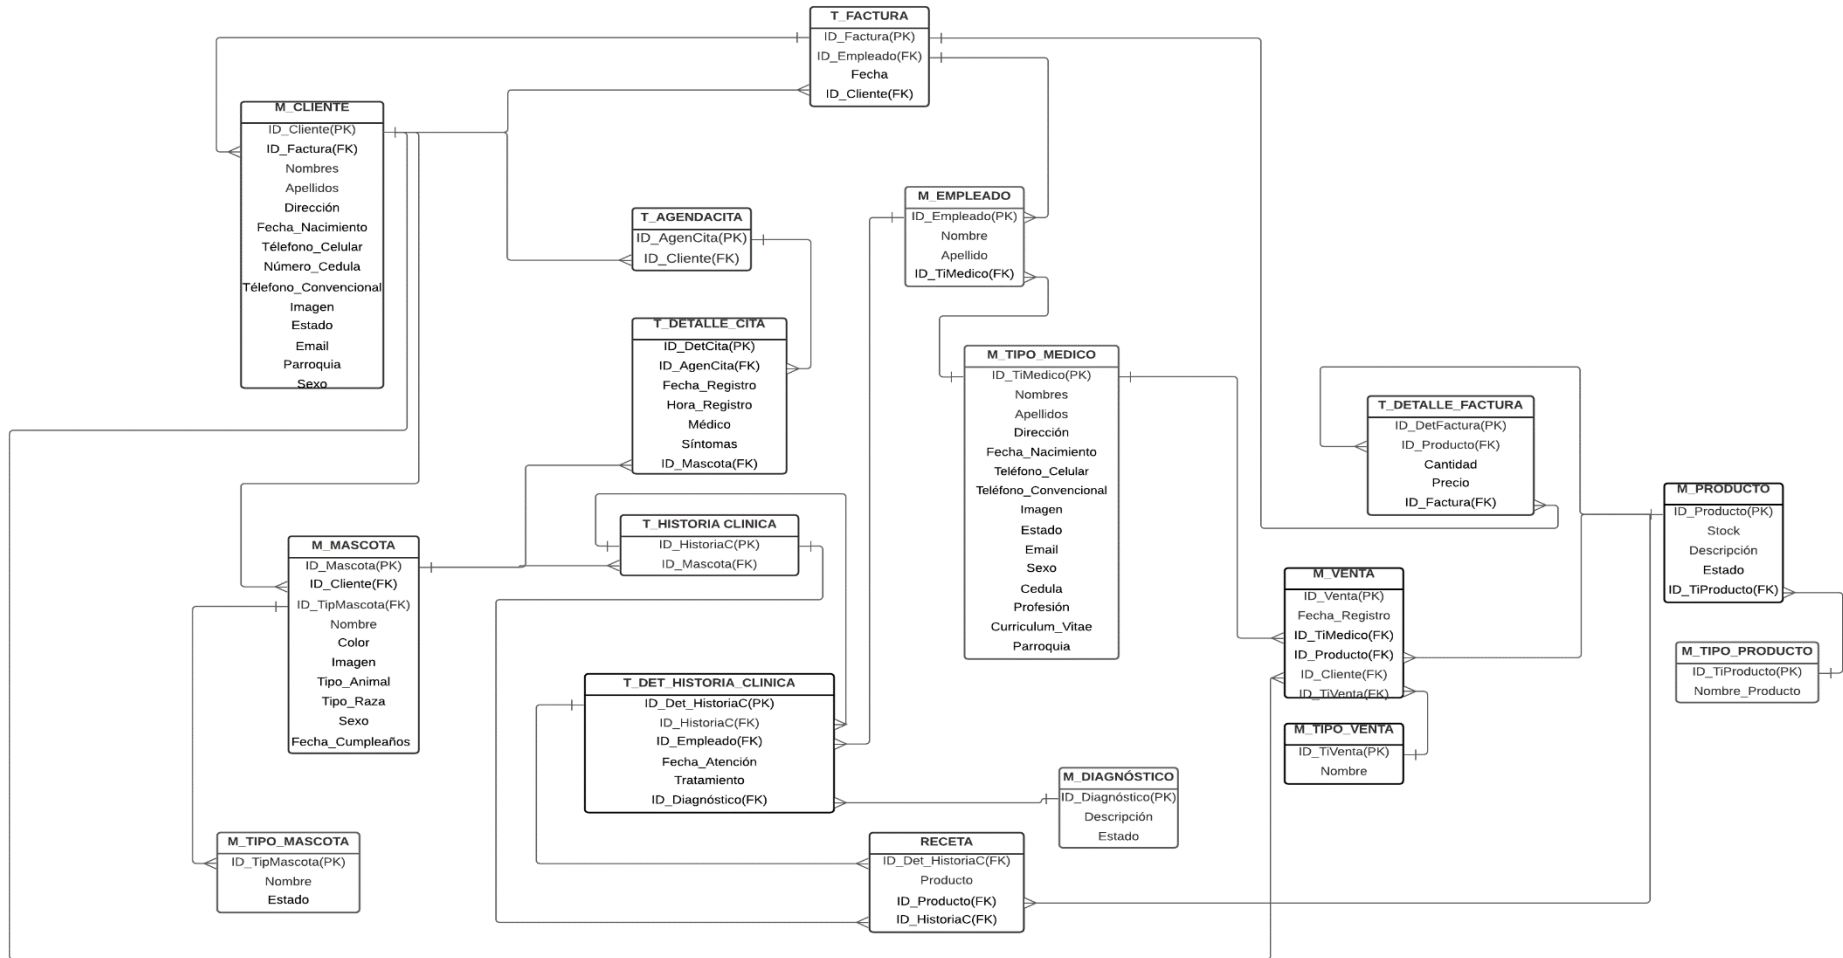 T_FACTURA
ID_Factura(PK)
ID_Empleado(FK)
Fecha
ID_Cliente(FK)
M_CLIENTE
ID_Cliente(PK)
ID_Factura(FK)
Nombres
Apellidos
Dirección
Fecha_Nacimiento
Télefono_Celular
Número_Cedula
Télefono_Convencional
Imagen
Estado
Email
Parroquia
Sexo
T_AGENDACITA
ID_AgenCita(PK)
ID_Cliente(FK)
M_EMPLEADO
ID_Empleado(PK)
Nombre
Apellido
ID_TiMedico(FK)
T_DETALLE_CITA
ID_DetCita(PK)
ID_AgenCita(FK)
Fecha_Registro
Hora_Registro
Médico
Síntomas
ID_Mascota(FK)
M_TIPO_MEDICO
ID_TiMedico(PK)
Nombres
Apellidos
Dirección
Fecha_Nacimiento
Teléfono_Celular
Teléfono_Convencional
Imagen
Estado
Email
Sexo
Cedula
Profesión
Curriculum_Vitae
Parroquia
T_DETALLE_FACTURA
ID_DetFactura(PK)
ID_Producto(FK)
Cantidad
Precio
ID_Factura(FK)
M_PRODUCTO
ID_Producto(PK)
Stock
Descripción
Estado
ID_TiProducto(FK)
T_HISTORIA CLINICA
ID_HistoriaC(PK)
ID_Mascota(FK)
M_MASCOTA
ID_Mascota(PK)
ID_Cliente(FK)
ID_TipMascota(FK)
Nombre
Color
Imagen
Tipo_Animal
Tipo_Raza
Sexo
Fecha_Cumpleaños
M_VENTA
ID_Venta(PK)
Fecha_Registro
ID_TiMedico(FK)
ID_Producto(FK)
ID_Cliente(FK)
ID_TiVenta(FK)
M_TIPO_PRODUCTO
ID_TiProducto(PK)
Nombre_Producto
T_DET_HISTORIA_CLINICA
ID_Det_HistoriaC(PK)
ID_HistoriaC(FK)
ID_Empleado(FK)
Fecha_Atención
Tratamiento
ID_Diagnóstico(FK)
M_TIPO_VENTA
ID_TiVenta(PK)
Nombre
M_DIAGNÓSTICO
ID_Diagnóstico(PK)
Descripción
Estado
M_TIPO_MASCOTA
ID_TipMascota(PK)
Nombre
Estado
RECETA
ID_Det_HistoriaC(FK)
Producto
ID_Producto(FK)
ID_HistoriaC(FK)